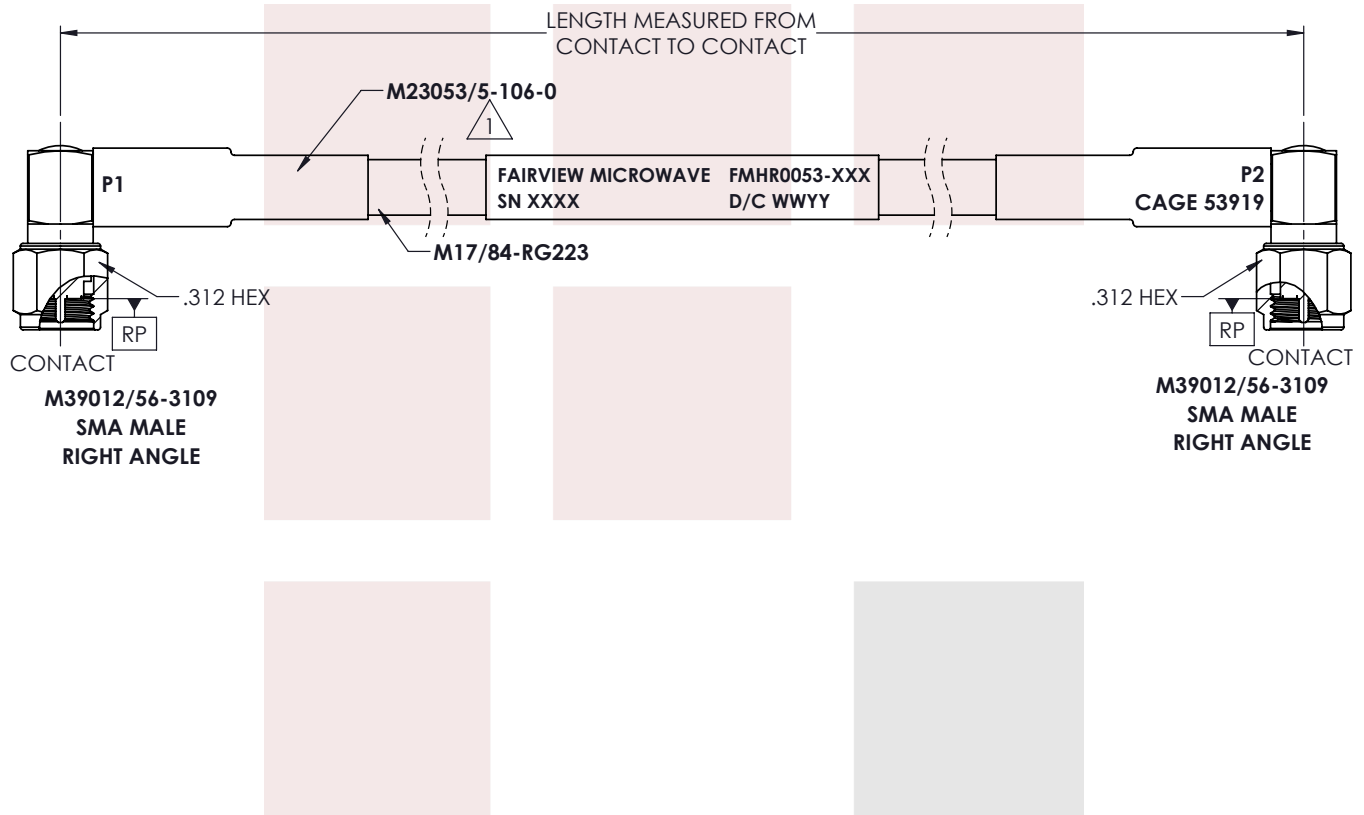 LENGTH MEASURED FROM
CONTACT TO CONTACT
M23053/5-106-0
1
P1
FAIRVIEW MICROWAVE FMHR0053-XXX
SN XXXX D/C WWYY
P2
CAGE 53919
M17/84-RG223
.312 HEX
RP
CONTACT
M39012/56-3109
SMA MALE
RIGHT ANGLE
.312 HEX
RP
CONTACT
M39012/56-3109
SMA MALE
RIGHT ANGLE